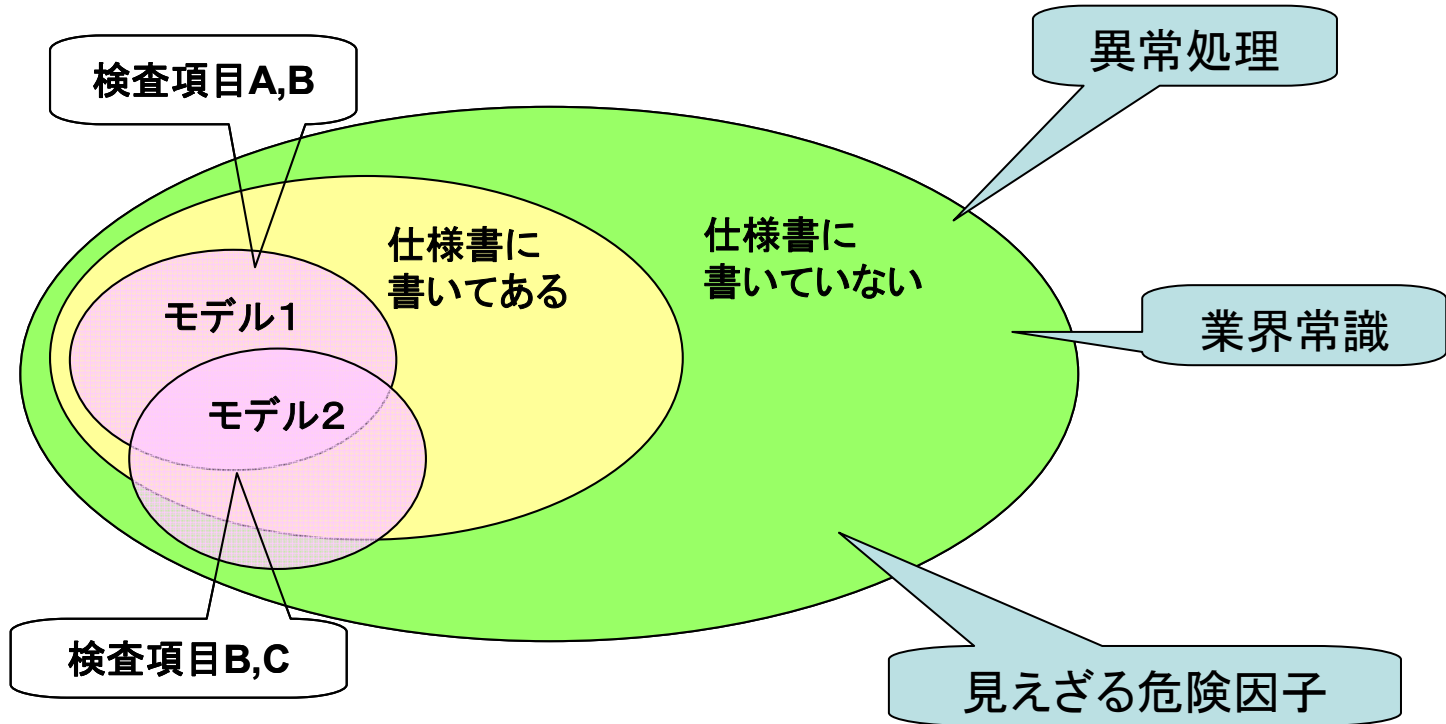 異常処理
検査項目A,B
仕様書に
書いてある
仕様書に
書いていない
モデル1
業界常識
モデル2
検査項目B,C
見えざる危険因子